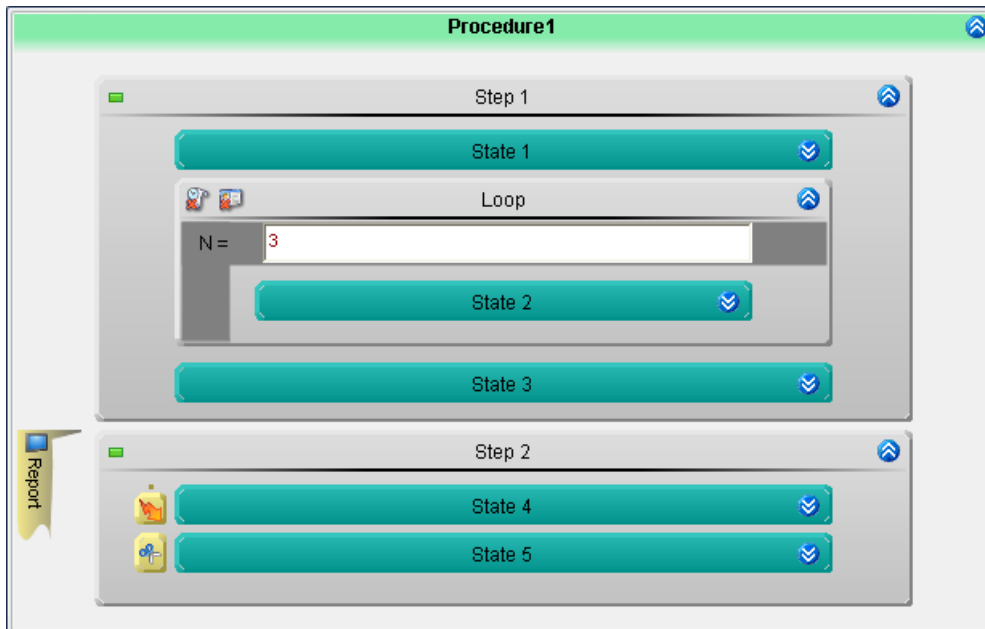 Procedure1
Step 1
State 1
Loop
N = 3
State 2
State 3
Report
Step 2
State 4
State 5